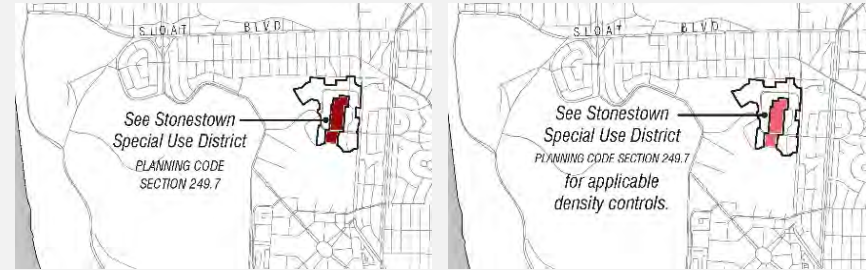 SLOAT BLVD
See Stonestown
Special Use District
PLANNING CODE
SECTION 249.7
SLOAT BLVD
See Stonestown
Special Use District
PLANNING CODE SECTION 249.7
for applicable
density controls.